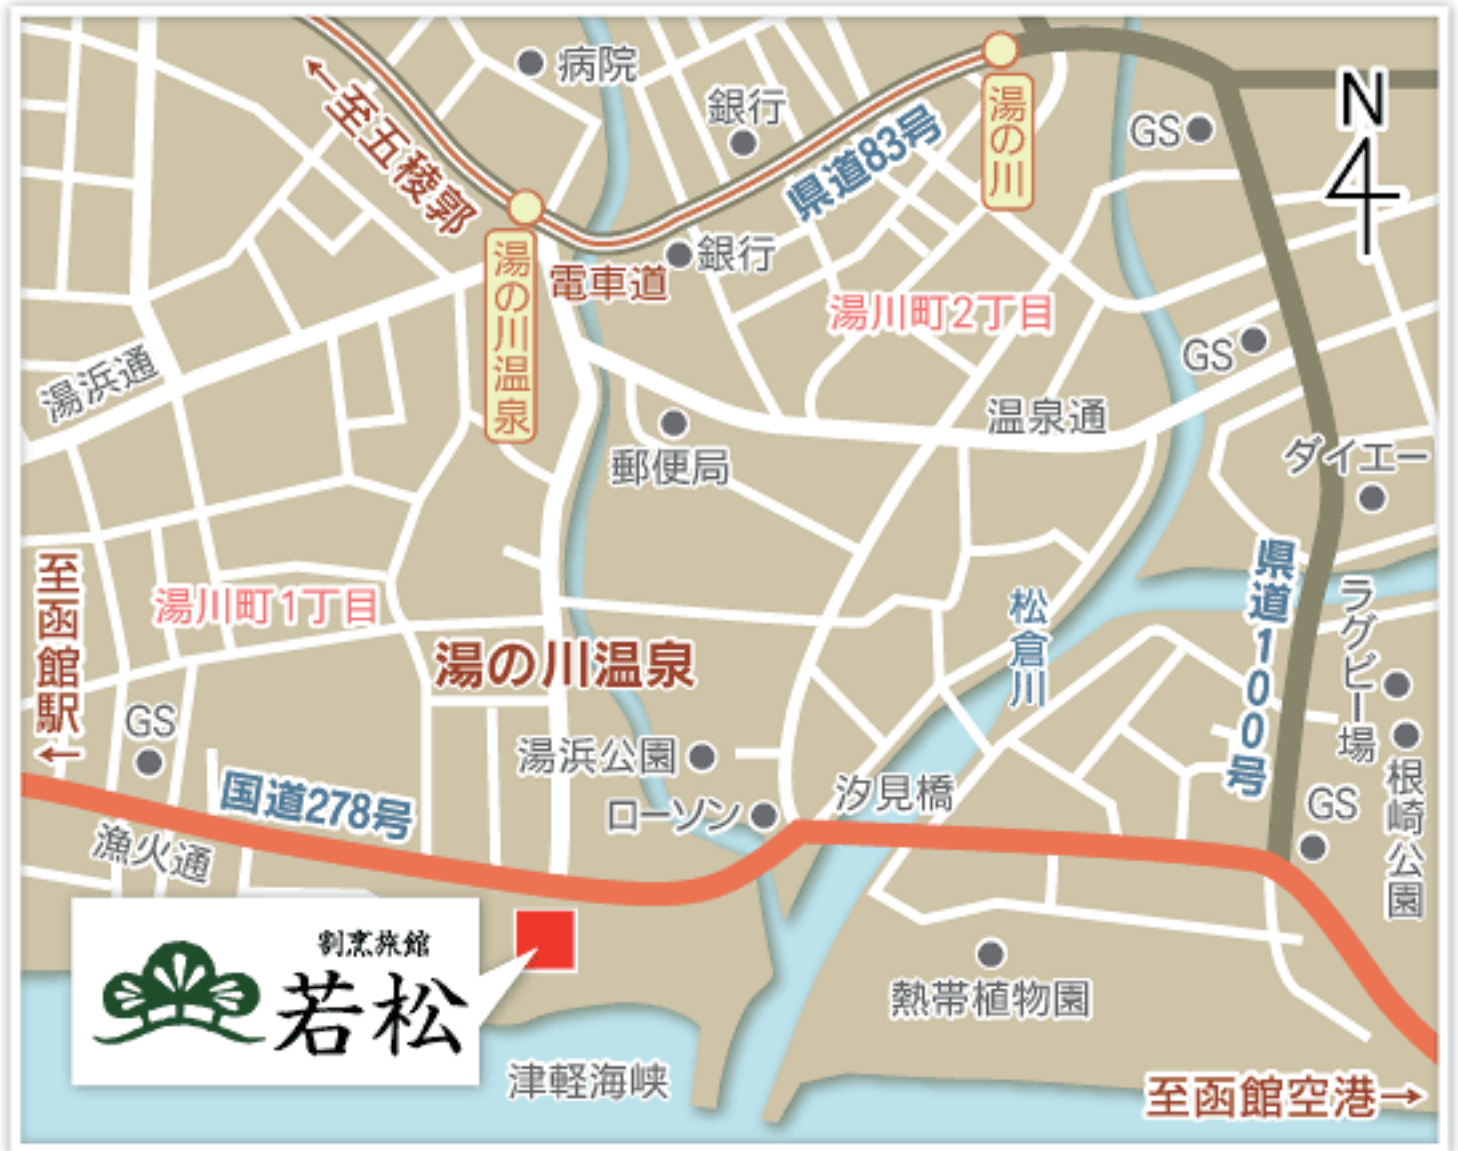 病院
銀行
湯の川
GS
N
←至五稜郭
県道83号
湯の川温泉
電車道
銀行
湯川町2丁目
GS
湯浜通
温泉通
郵便局
ダイエー
至函館駅←
湯川町1丁目
湯の川温泉
松倉川
県道100号
ラグビー場
根崎公園
GS
国道278号
湯浜公園
ローソン
汐見橋
GS
漁火通
割烹旅館
若松
熱帯植物園
津軽海峡
至函館空港→